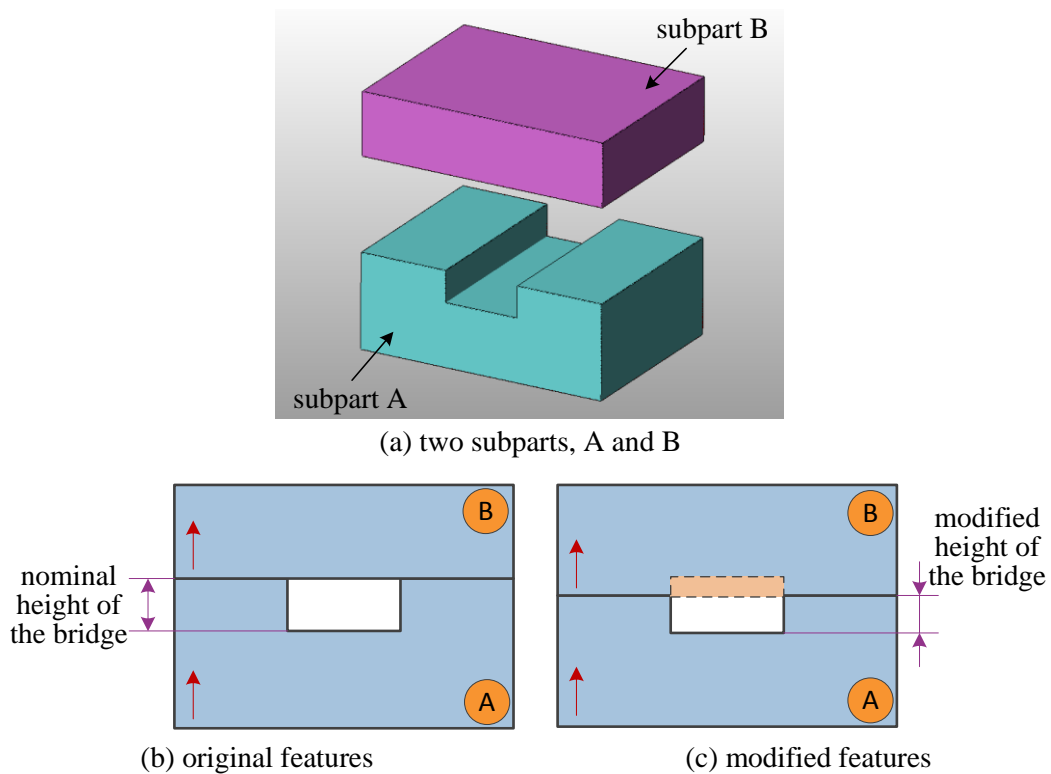 subpart B
subpart A
(a) two subparts, A and B
nominal
height of
the bridge
B
A
B
A
modified
height of
the bridge
(b) original features
(c) modified features